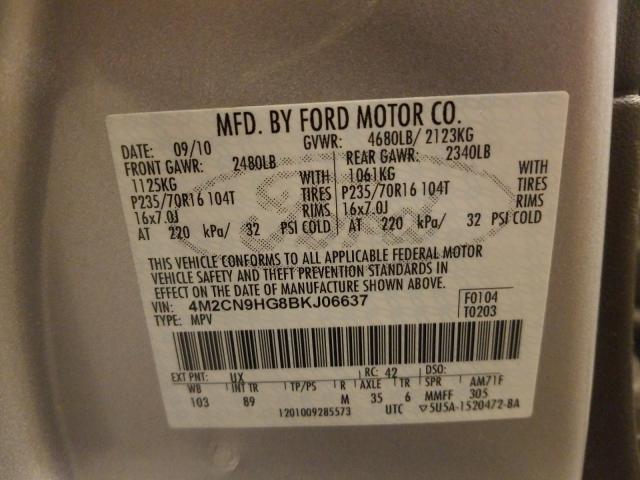 MFD. BY FORD MOTOR CO.
DATE: 09/10 GVWR: 4680LB/ 2123KG
FRONT GAWR: 2480LB REAR GAWR: 2340LB
1125KG WITH 1061KG WITH
P235/70R16 104T TIRES P235/70R16 104T TIRES
16x7.0J RIMS 16x7.0J RIMS
AT 220 kPa/ 32 PSI COLD AT 220 kPa/ 32 PSI COLD
Ford
THIS VEHICLE CONFORMS TO ALL APPLICABLE FEDERAL MOTOR
VEHICLE SAFETY AND THEFT PREVENTION STANDARDS IN
EFFECT ON THE DATE OF MANUFACTURE SHOWN ABOVE.
VIN: 4M2CN9HG8BKJ06637 F0104
TYPE: MPV T0203
EXT PNT: UX RC: 42 DSO:
WB INT TR TP/PS R AXLE TR SPR AM71F
103 89 M 35 6 MMFF 305
1201009285573 UTC ▽5U5A-1520472-BA